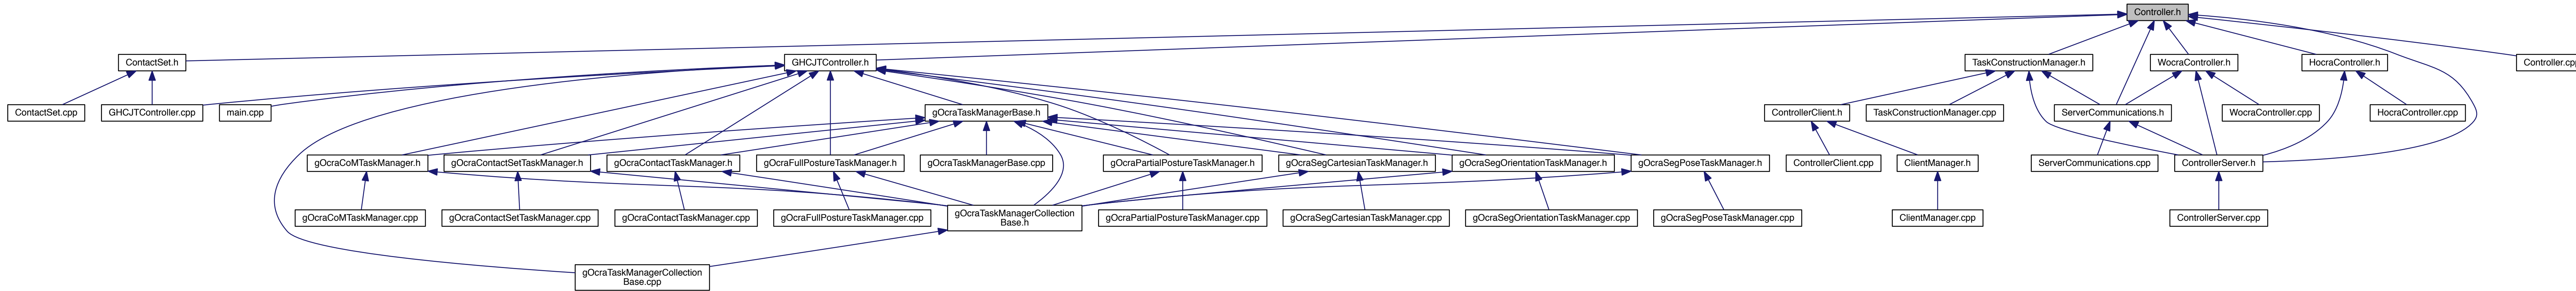 Controller.h
ContactSet.h
GHCJTController.h
TaskConstructionManager.h
WocraController.h
HocraController.h
Controller.cpp
ContactSet.cpp
GHCJTController.cpp
main.cpp
gOcraTaskManagerBase.h
ControllerClient.h
TaskConstructionManager.cpp
ServerCommunications.h
WocraController.cpp
HocraController.cpp
gOcraCoMTaskManager.h
gOcraContactSetTaskManager.h
gOcraContactTaskManager.h
gOcraFullPostureTaskManager.h
gOcraTaskManagerBase.cpp
gOcraPartialPostureTaskManager.h
gOcraSegCartesianTaskManager.h
gOcraSegOrientationTaskManager.h
gOcraSegPoseTaskManager.h
ControllerClient.cpp
ClientManager.h
ServerCommunications.cpp
ControllerServer.h
gOcraCoMTaskManager.cpp
gOcraContactSetTaskManager.cpp
gOcraContactTaskManager.cpp
gOcraFullPostureTaskManager.cpp
gOcraTaskManagerCollection
Base.h
gOcraPartialPostureTaskManager.cpp
gOcraSegCartesianTaskManager.cpp
gOcraSegOrientationTaskManager.cpp
gOcraSegPoseTaskManager.cpp
ClientManager.cpp
ControllerServer.cpp
gOcraTaskManagerCollection
Base.cpp